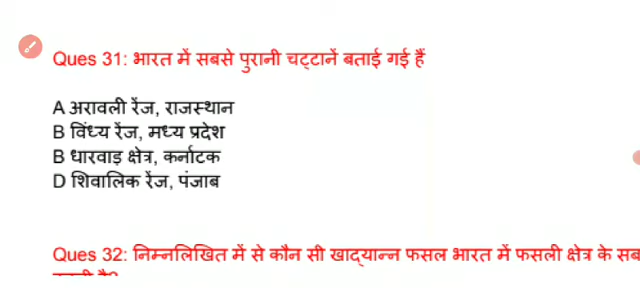 Ques 31: भारत में सबसे पुरानी चट्टानें बताई गई हैं
A अरावली रेंज, राजस्थान
B विंध्य रेंज, मध्य प्रदेश
B धारवाड़ क्षेत्र, कर्नाटक
D शिवालिक रेंज, पंजाब
Ques 32: निम्नलिखित में से कौन सी खाद्यान्न फसल भारत में फसली क्षेत्र के सब